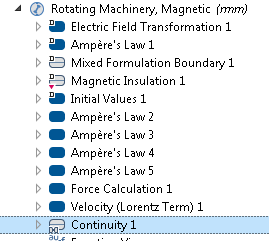 Rotating Machinery, Magnetic (rmm)
Electric Field Transformation 1
Ampère's Law 1
Mixed Formulation Boundary 1
Magnetic Insulation 1
Initial Values 1
Ampère's Law 2
Ampère's Law 3
Ampère's Law 4
Ampère's Law 5
Force Calculation 1
Velocity (Lorentz Term) 1
Continuity 1